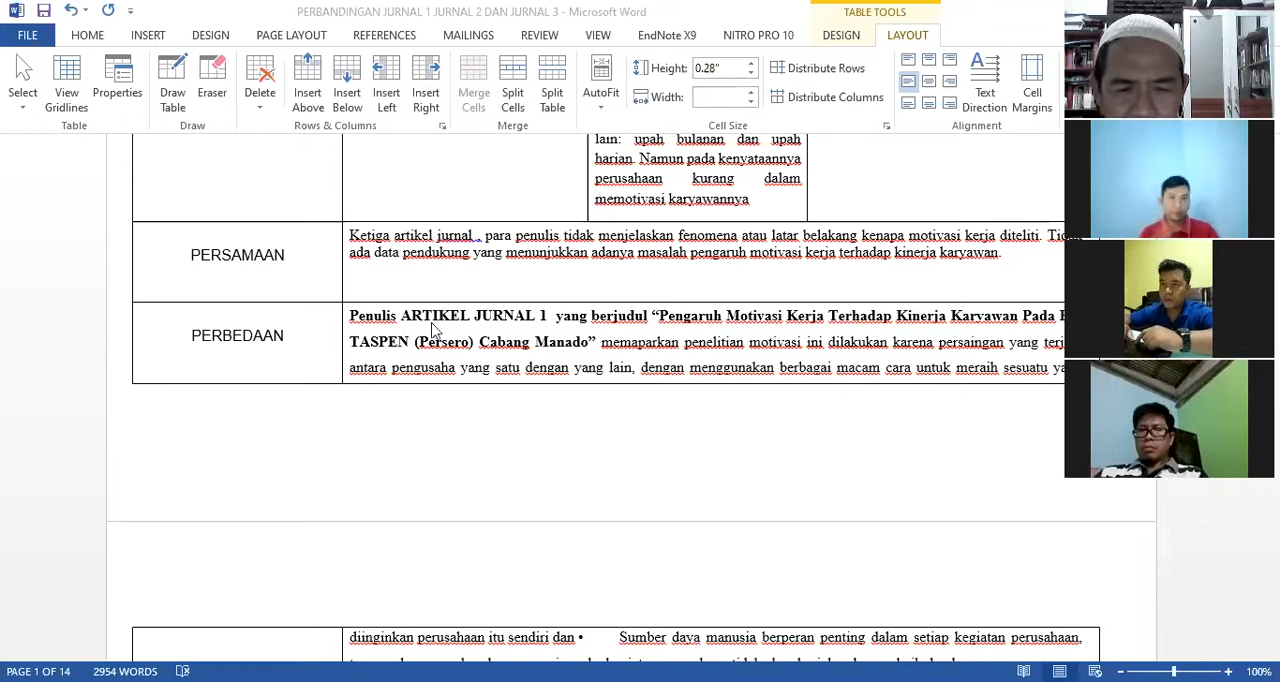 PERBANDINGAN JURNAL 1 JURNAL 2 DAN JURNAL 3 - Microsoft Word
TABLE TOOLS
FILE HOME INSERT DESIGN PAGE LAYOUT REFERENCES MAILINGS REVIEW VIEW EndNote X9 NITRO PRO 10 DESIGN LAYOUT
Select
View Gridlines
Properties
Draw Table
Eraser
Delete
Insert Above
Insert Below
Insert Left
Insert Right
Merge Cells
Split Cells
Split Table
AutoFit
Height: 0.28"
Width:
Distribute Rows
Distribute Columns
Text Direction
Cell Margins
Table Draw Rows & Columns Merge Cell Size Alignment
lain: upah bulanan dan upah
harian. Namun pada kenyataannya
perusahaan kurang dalam
memotivasi karyawannya
PERSAMAAN
Ketiga artikel jurnal , para penulis tidak menjelaskan fenomena atau latar belakang kenapa motivasi kerja diteliti.
ada data pendukung yang menunjukkan adanya masalah pengaruh motivasi kerja terhadap kinerja karyawan.
PERBEDAAN
Penulis ARTIKEL JURNAL 1 yang berjudul “Pengaruh Motivasi Kerja Terhadap Kinerja Karyawan Pada
TASPEN (Persero) Cabang Manado” memaparkan penelitian motivasi ini dilakukan karena persaingan yang
antara pengusaha yang satu dengan yang lain, dengan menggunakan berbagai macam cara untuk meraih sesuatu
diinginkan perusahaan itu sendiri dan • Sumber daya manusia berperan penting dalam setiap kegiatan perusahaan,
PAGE 1 OF 14 2954 WORDS 100%